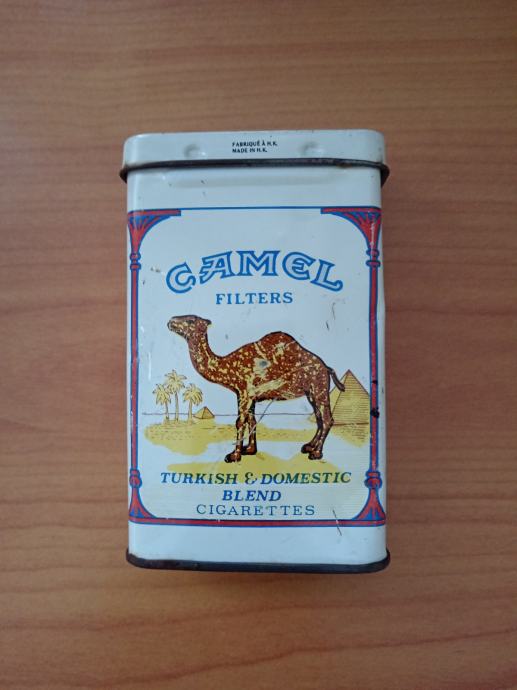 FABRIQUÉ À H.K.
MADE IN H.K.
CAMEL
FILTERS
TURKISH & DOMESTIC
BLEND
CIGARETTES